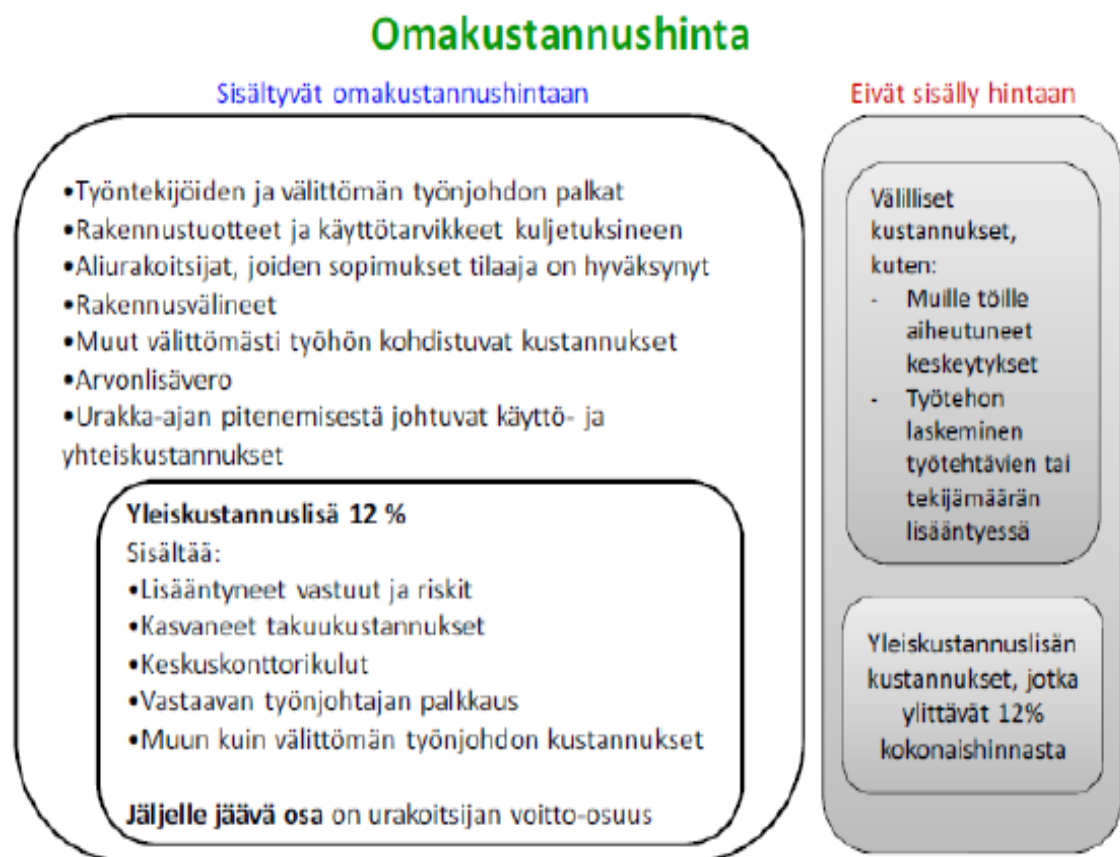 Omakustannushinta
Sisältyvät omakustannushintaan
•Työntekijöiden ja välittömän työnjohdon palkat
•Rakennustuotteet ja käyttötarvikkeet kuljetuksineen
•Aliurakoitsijat, joiden sopimukset tilaaja on hyväksynyt
•Rakennusvälineet
•Muut välittömästi työhön kohdistuvat kustannukset
•Arvonlisävero
•Urakka-ajan pitenemisestä johtuvat käyttö- ja
yhteiskustannukset
Yleiskustannuslisä 12 %
Sisältää:
•Lisääntyneet vastuut ja riskit
•Kasvaneet takuukustannukset
•Keskuskonttorikulut
•Vastaavan työnjohtajan palkkaus
•Muun kuin välittömän työnjohdon kustannukset
Jäljelle jäävä osa on urakoitsijan voitto-osuus
Eivät sisälly hintaan
Välilliset
kustannukset,
kuten:
- Muille töille
aiheutuneet
keskeytykset
- Työtehon
laskeminen
työtehtävien tai
tekijämäärän
lisääntyessä
Yleiskustannuslisän
kustannukset, jotka
ylittävät 12%
kokonaishinnasta